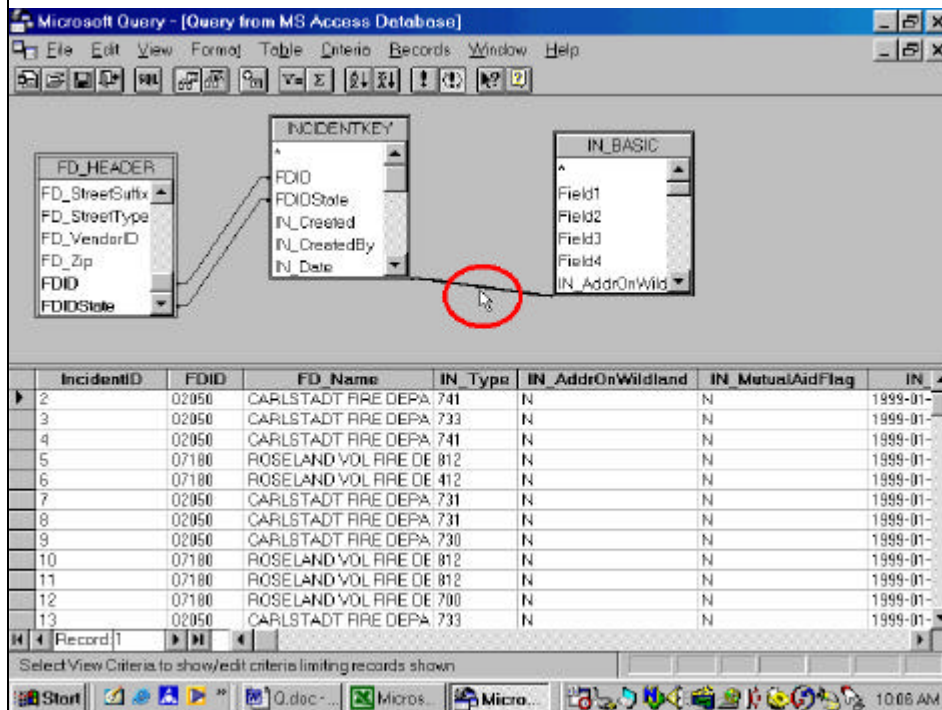 Microsoft Query - [Query from MS Access Database]
File Edit View Format Table Criteria Records Window Help
SQL
FD_HEADER
FD_StreetSuffix
FD_StreetType
FD_VendorID
FD_Zip
FDID
FDIDState
INCIDENTKEY
*
FDID
FDIDState
IN_Created
IN_CreatedBy
IN_Date
IN_BASIC
*
Field1
Field2
Field3
Field4
IN_AddrOnWild
IncidentID FDID FD_Name IN_Type IN_AddrOnWildland IN_MutualAidFlag IN_
2 02050 CARLSTADT FIRE DEPA 741 N N 1999-01-
3 02050 CARLSTADT FIRE DEPA 733 N N 1999-01-
4 02050 CARLSTADT FIRE DEPA 741 N N 1999-01-
5 07180 ROSELAND VOL FIRE DE 812 N N 1999-01-
6 07180 ROSELAND VOL FIRE DE 412 N N 1999-01-
7 02050 CARLSTADT FIRE DEPA 731 N N 1999-01-
8 02050 CARLSTADT FIRE DEPA 731 N N 1999-01-
9 02050 CARLSTADT FIRE DEPA 730 N N 1999-01-
10 07180 ROSELAND VOL FIRE DE 812 N N 1999-01-
11 07180 ROSELAND VOL FIRE DE 812 N N 1999-01-
12 07180 ROSELAND VOL FIRE DE 700 N N 1999-01-
13 02050 CARLSTADT FIRE DEPA 733 N N 1999-01-
Record: 1
Select View Criteria to show/edit criteria limiting records shown
Start Q.doc -... Micros... Micro... 10:06 AM